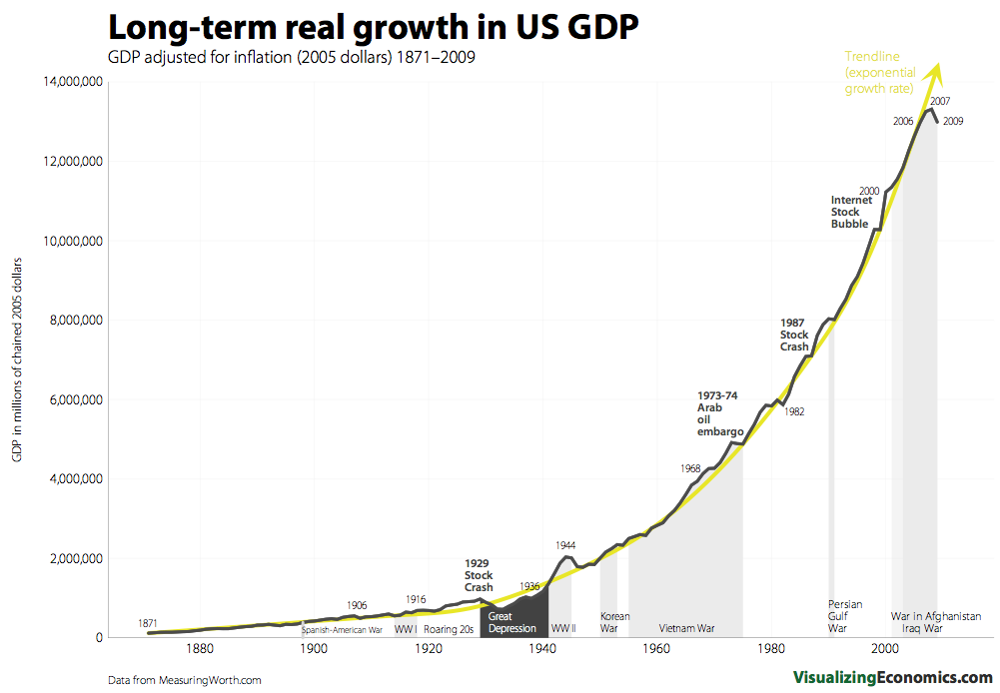 Long-term real growth in US GDP
GDP adjusted for inflation (2005 dollars) 1871–2009
Trendline
(exponential
growth rate)
14,000,000
12,000,000
10,000,000
8,000,000
6,000,000
4,000,000
2,000,000
0
GDP in millions of chained 2005 dollars
2007
2006
2009
2000
Internet
Stock
Bubble
1987
Stock
Crash
1982
1973-74
Arab
oil
embargo
1968
1944
1936
1929
Stock
Crash
1916
1906
1871
Spanish-American War
WW I
Roaring 20s
Great
Depression
WW II
Korean
War
Vietnam War
Persian
Gulf
War
War in Afghanistan
Iraq War
1880
1900
1920
1940
1960
1980
2000
Data from MeasuringWorth.com
VisualizingEconomics.com